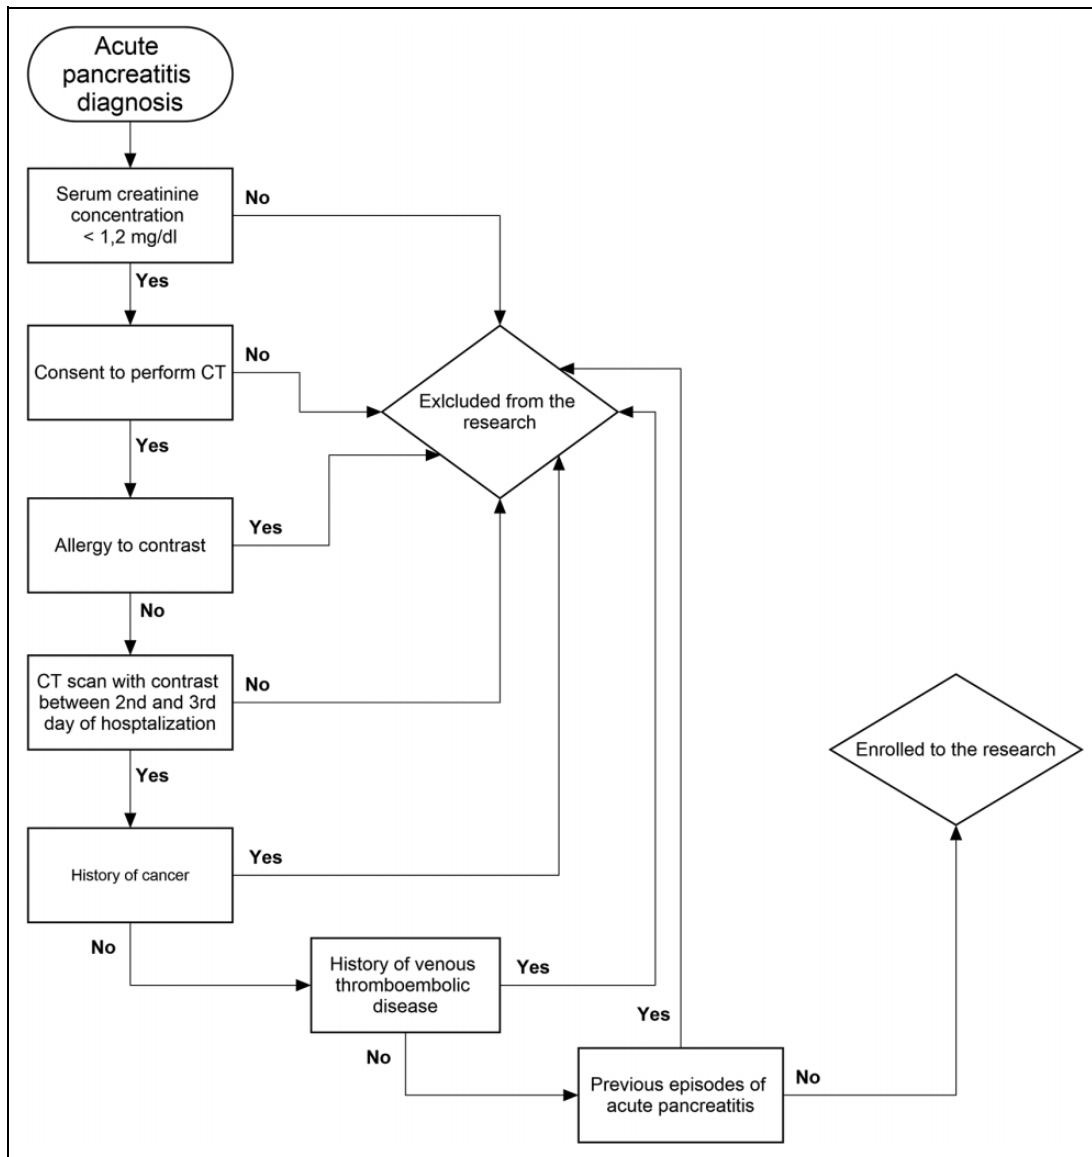 Acute
pancreatitis
diagnosis
Serum creatinine
concentration
< 1,2 mg/dl
No
Yes
Consent to perform CT
No
Exlcluded from the
research
Yes
Allergy to contrast
Yes
No
CT scan with contrast
between 2nd and 3rd
day of hosptalization
No
Enrolled to the research
Yes
History of cancer
Yes
No
History of venous
thromboembolic
disease
Yes
Yes
No
Previous episodes of
acute pancreatitis
No